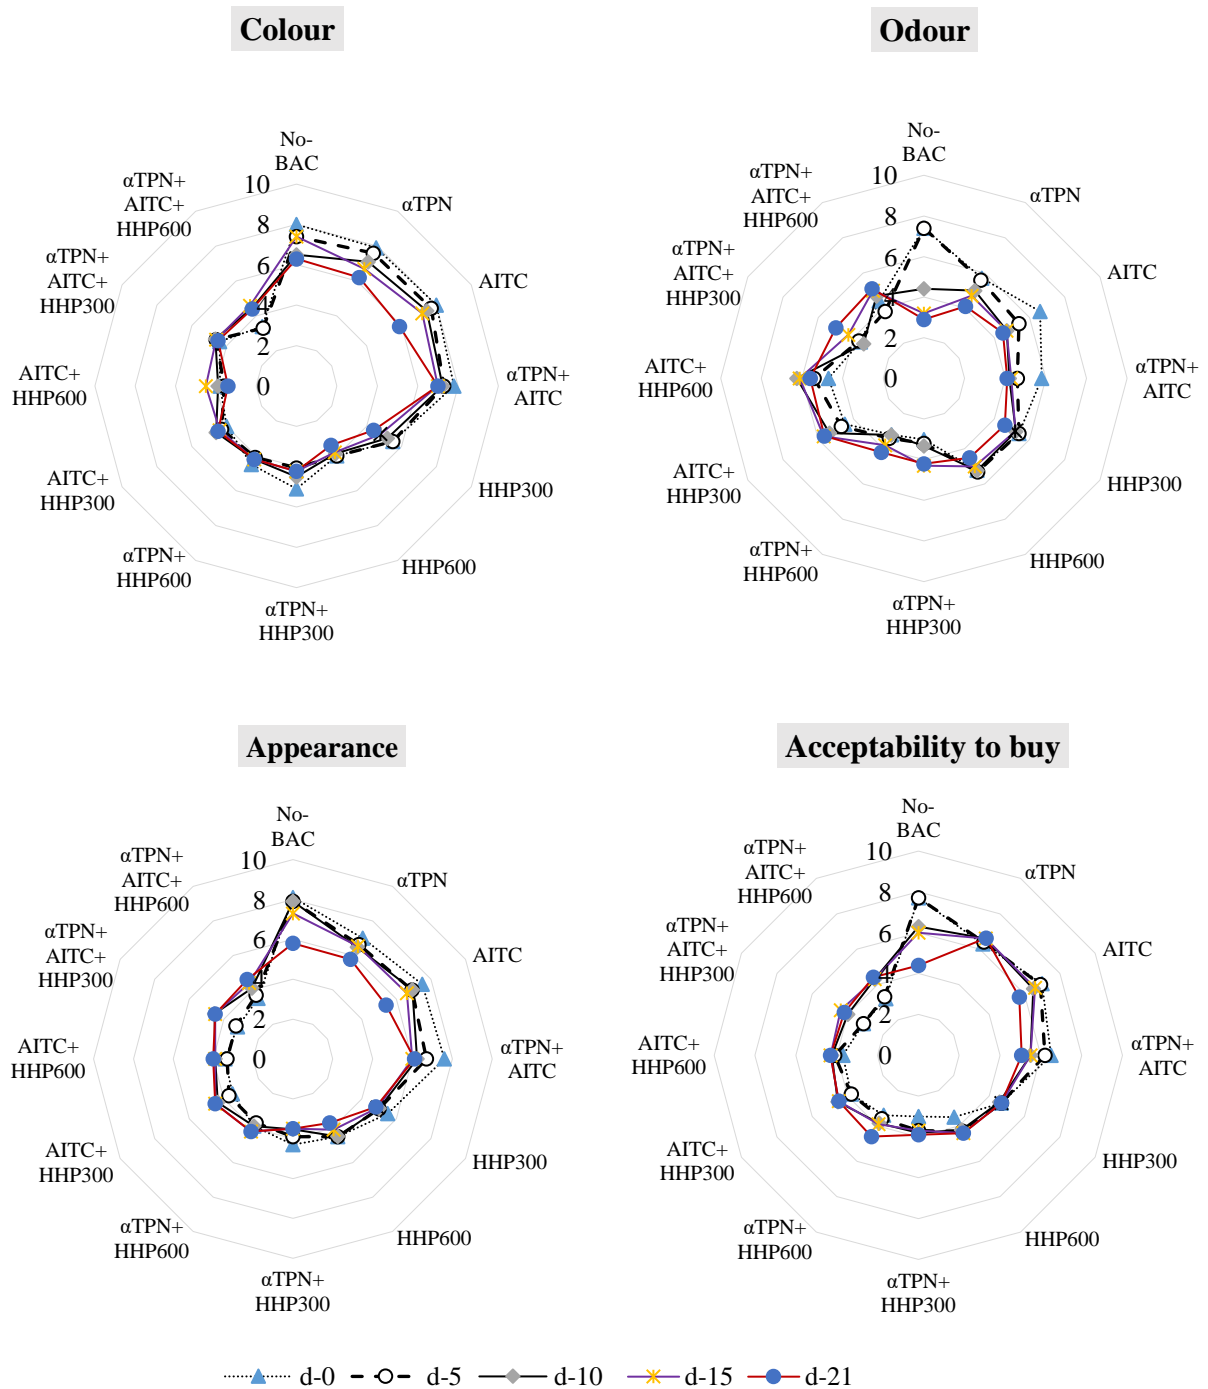 Colour
No-
BAC
αTPN
AITC
αTPN+
AITC
HHP300
HHP600
αTPN+
HHP300
αTPN+
HHP600
AITC+
HHP300
AITC+
HHP600
αTPN+
AITC+
HHP300
αTPN+
AITC+
HHP600
10
8
6
4
2
0
Odour
No-
BAC
αTPN
AITC
αTPN+
AITC
HHP300
HHP600
αTPN+
HHP300
αTPN+
HHP600
AITC+
HHP300
AITC+
HHP600
αTPN+
AITC+
HHP300
αTPN+
AITC+
HHP600
10
8
6
4
2
0
Appearance
No-
BAC
αTPN
AITC
αTPN+
AITC
HHP300
HHP600
αTPN+
HHP300
αTPN+
HHP600
AITC+
HHP300
AITC+
HHP600
αTPN+
AITC+
HHP300
αTPN+
AITC+
HHP600
10
8
6
4
2
0
Acceptability to buy
No-
BAC
αTPN
AITC
αTPN+
AITC
HHP300
HHP600
αTPN+
HHP300
αTPN+
HHP600
AITC+
HHP300
AITC+
HHP600
αTPN+
AITC+
HHP300
αTPN+
AITC+
HHP600
10
8
6
4
2
0
d-0 d-5 d-10 d-15 d-21